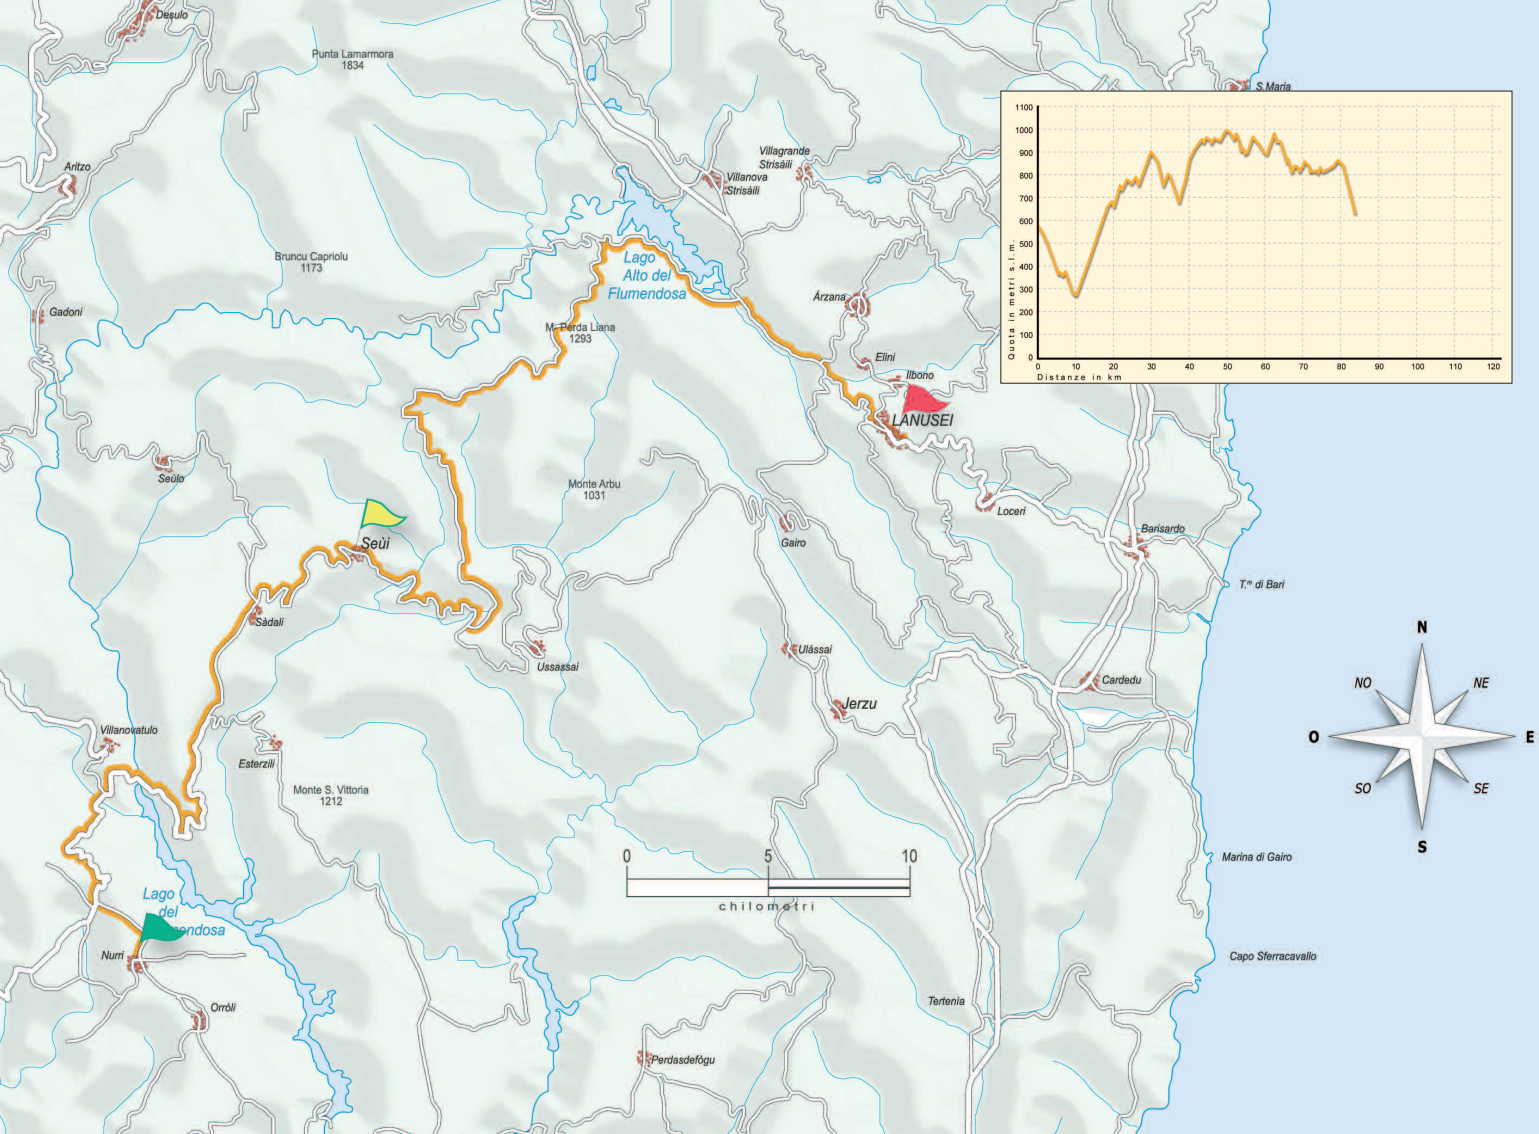 Desulo
Punta Lamarmora
1834
S.Maria
Aritzo
Villagrande
Strisàili
Villanova
Strisàili
Bruncu Capriolu
1173
Lago
Alto del
Flumendosa
Àrzana
Gadoni
M. Perda Liana
1293
Elini
Ilbono
LANUSEI
Seùlo
Monte Arbu
1031
Loceri
Seùi
Gairo
Barisardo
T.ʳᵉ di Bari
Sàdali
Ussassai
Ulàssai
Cardedu
Jerzu
Villanovatulo
Esterzili
Monte S. Vittoria
1212
Marina di Gairo
0 5 10
chilometri
Lago
del
endosa
Nurri
Capo Sferracavallo
Orròli
Tertenia
Perdasdefògu
1100
1000
900
800
700
600
500
400
300
200
100
0
Quota in metri s.l.m.
0 10 20 30 40 50 60 70 80 90 100 110 120
Distanze in km
N
NO NE
O E
SO SE
S